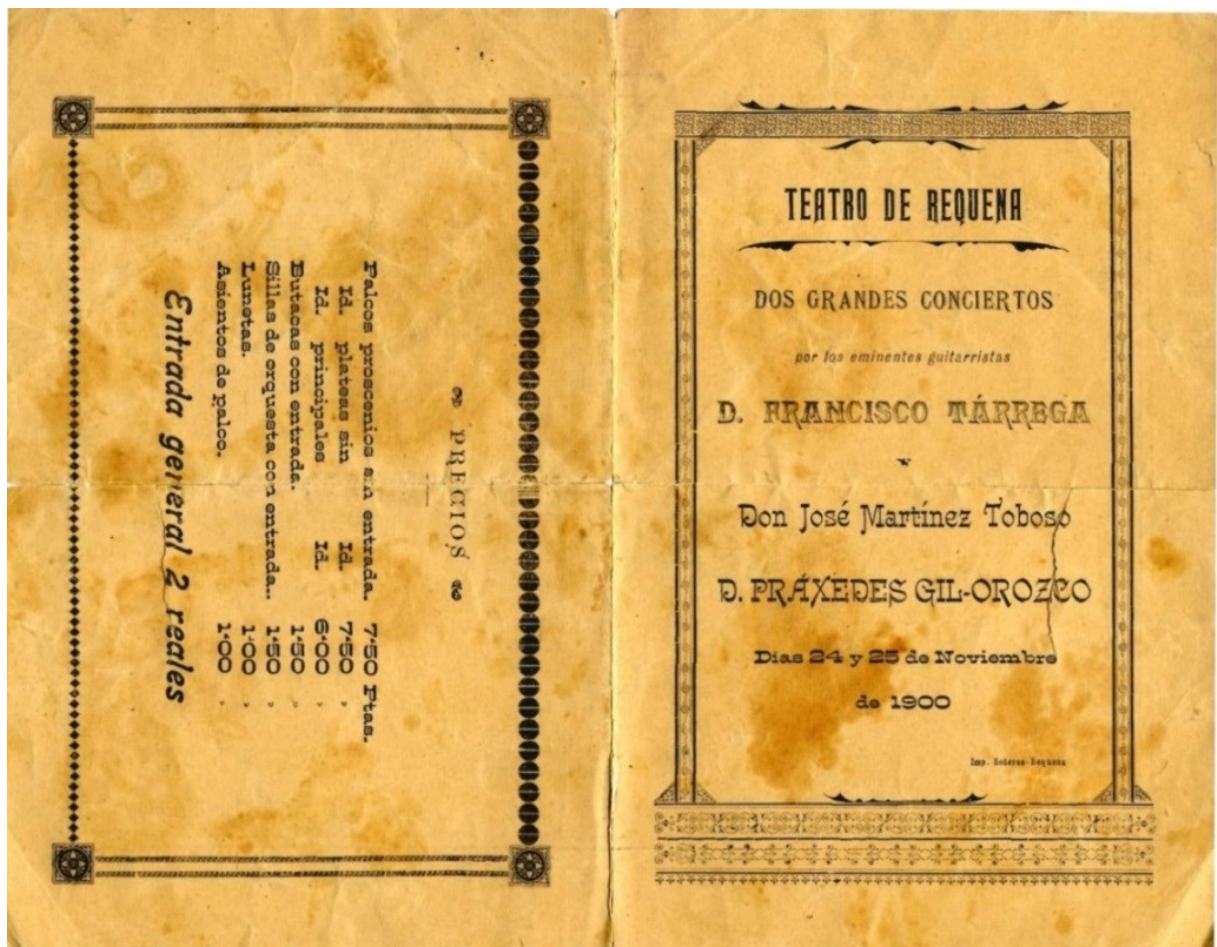 PRECIOS
Palcos proscenios sin entrada. 7·50 Ptas.
Id. plateas sin Id. 7·50 »
Id. principales Id. 6·00 »
Butacas con entrada. 1·50 »
Sillas de orquesta con entrada.. 1·50 »
Lunetas. 1·00 »
Asientos de palco. 1·00 »
Entrada general 2 reales
TEATRO DE REQUENA
DOS GRANDES CONCIERTOS
por los eminentes guitarristas
D. FRANCISCO TÁRREGA
Y
Don José Martínez Toboso
D. PRÁXEDES GIL-OROZCO
Dias 24 y 25 de Noviembre
de 1900
Imp. Requena